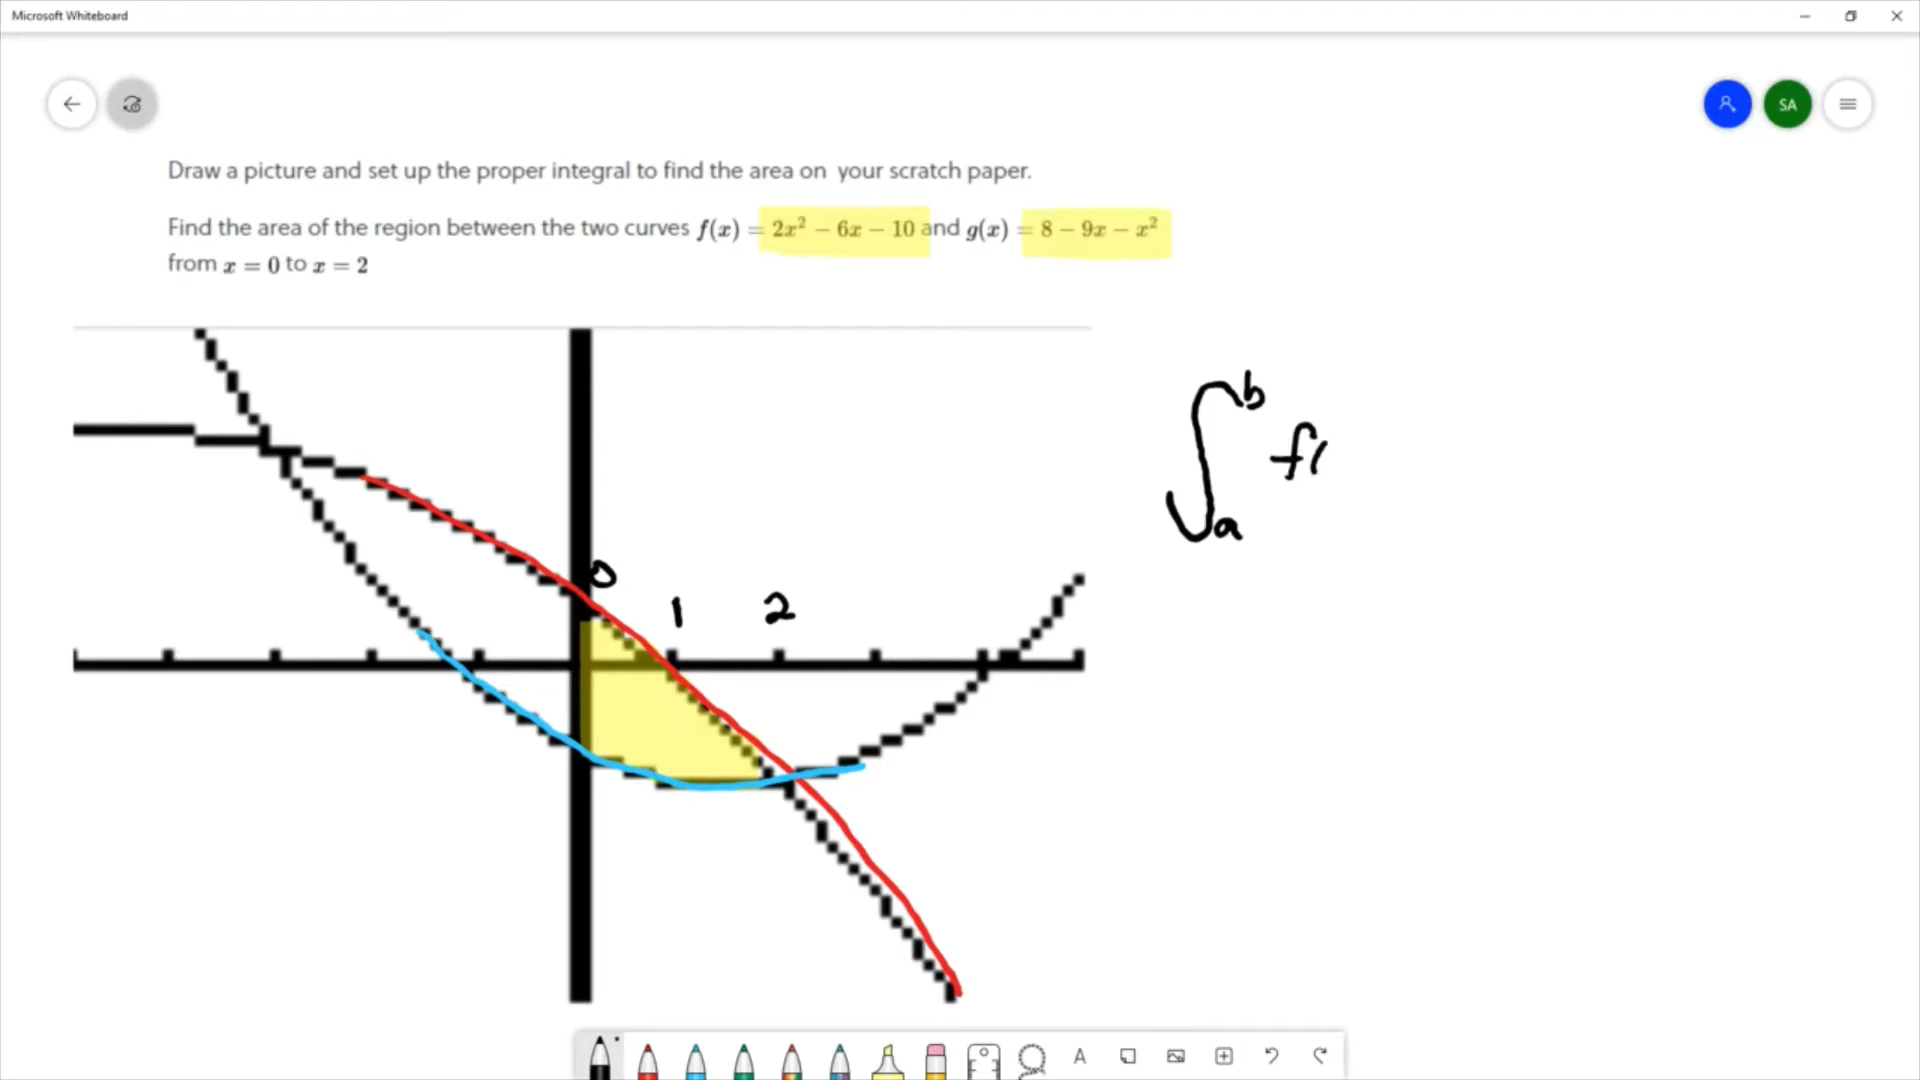 Microsoft Whiteboard
SA
Draw a picture and set up the proper integral to find the area on your scratch paper.
Find the area of the region between the two curves f(x) = 2x² − 6x − 10 and g(x) = 8 − 9x − x²
from x = 0 to x = 2
∫
b
a
f(
0
1
2
A